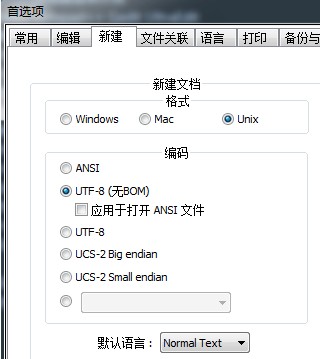 首选项
常用 编辑 新建 文件关联 语言 打印 备份与
新建文档
格式
Windows Mac Unix
编码
ANSI
UTF-8 (无BOM)
应用于打开 ANSI 文件
UTF-8
UCS-2 Big endian
UCS-2 Small endian
默认语言： Normal Text